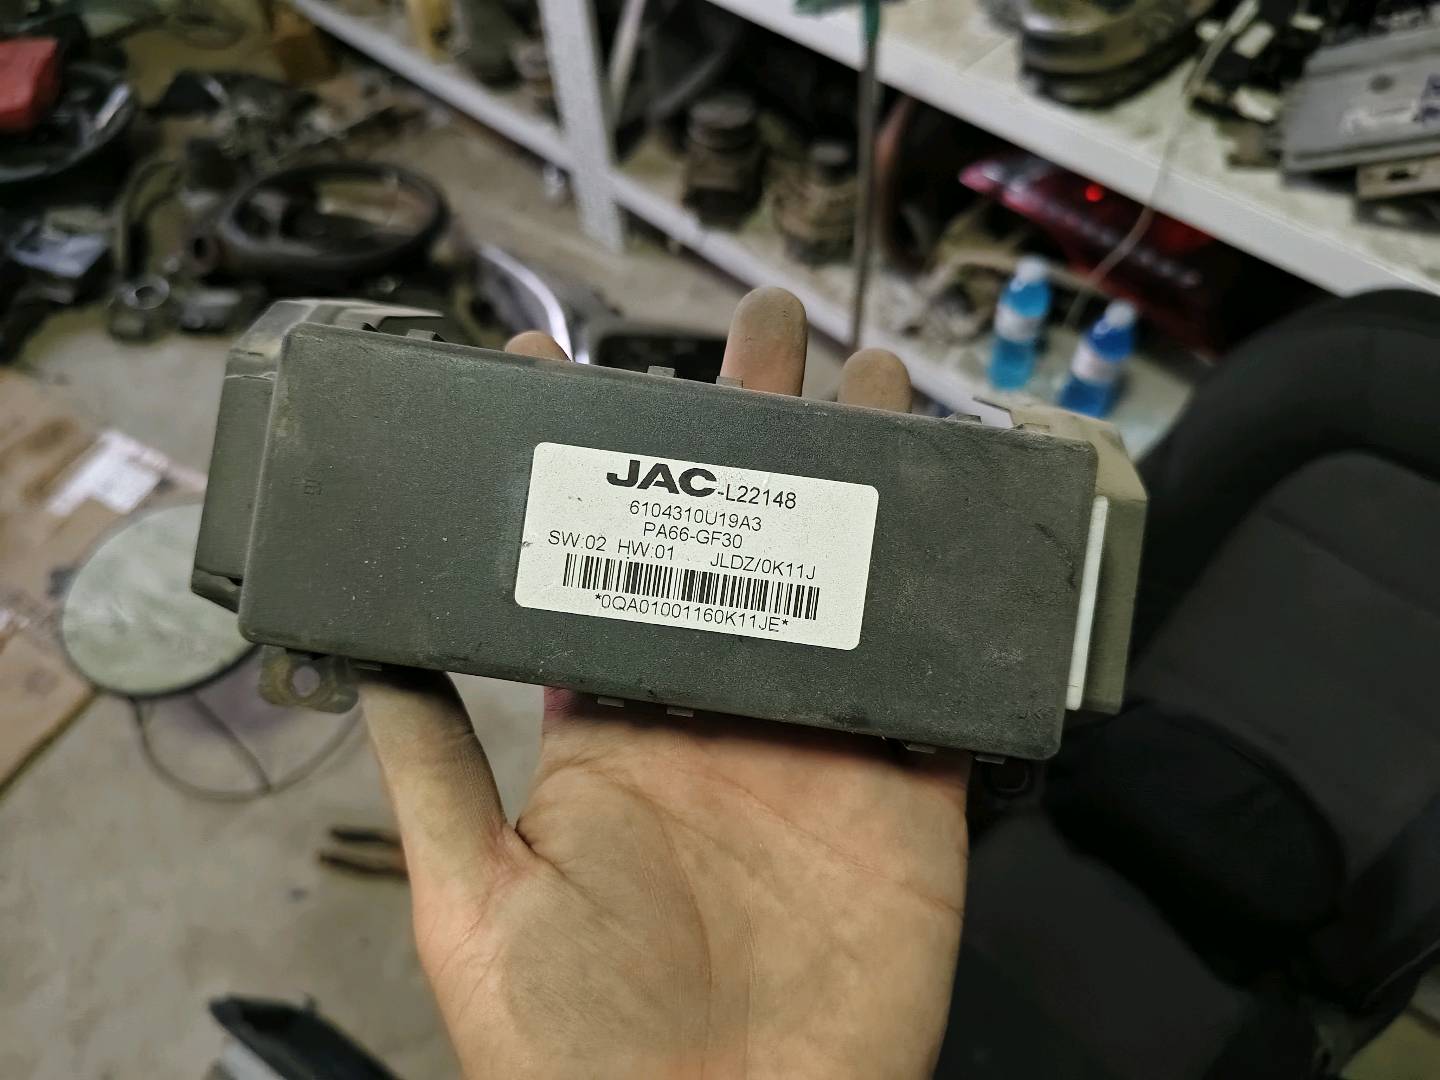 JAC-L22148
6104310U19A3
PA66-GF30
SW:02 HW:01 JLDZ/0K11J
*0QA01001160K11JE*